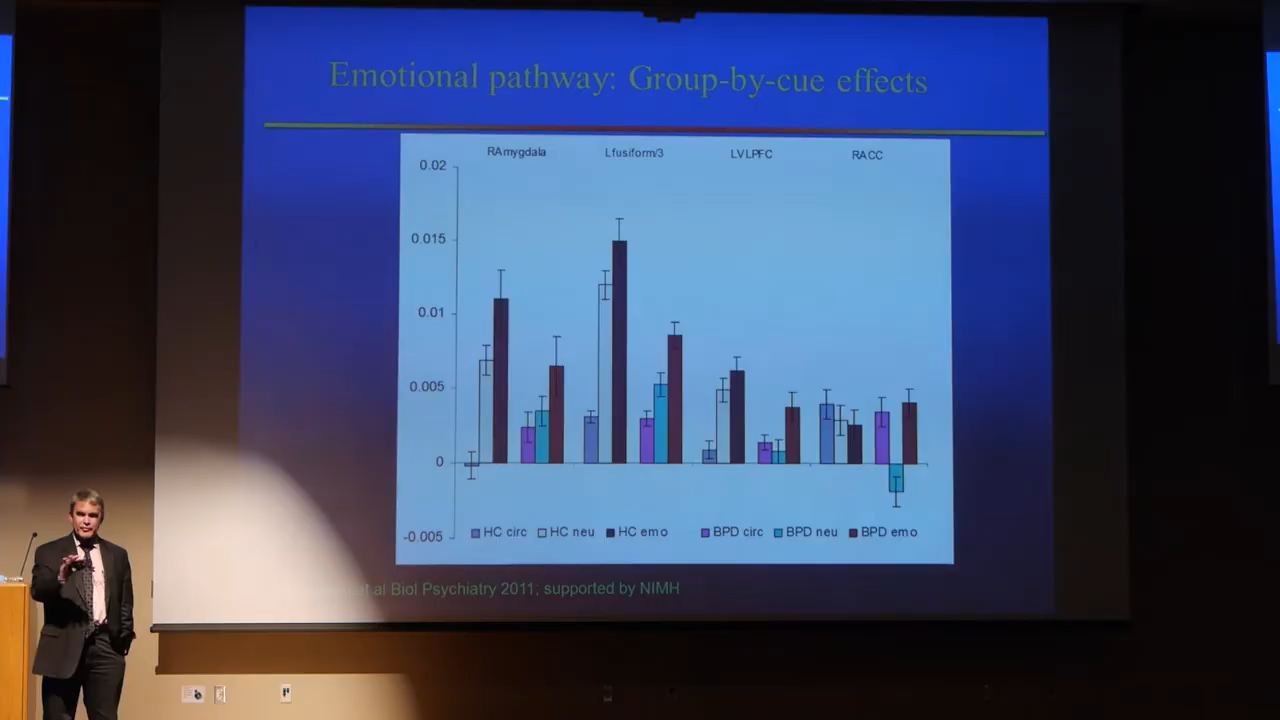 Emotional pathway: Group-by-cue effects
RAmygdala Lfusiform/3 LVLPFC RACC
0.02
0.015
0.01
0.005
0
-0.005
HC circ HC neu HC emo BPD circ BPD neu BPD emo
al Biol Psychiatry 2011, supported by NIMH